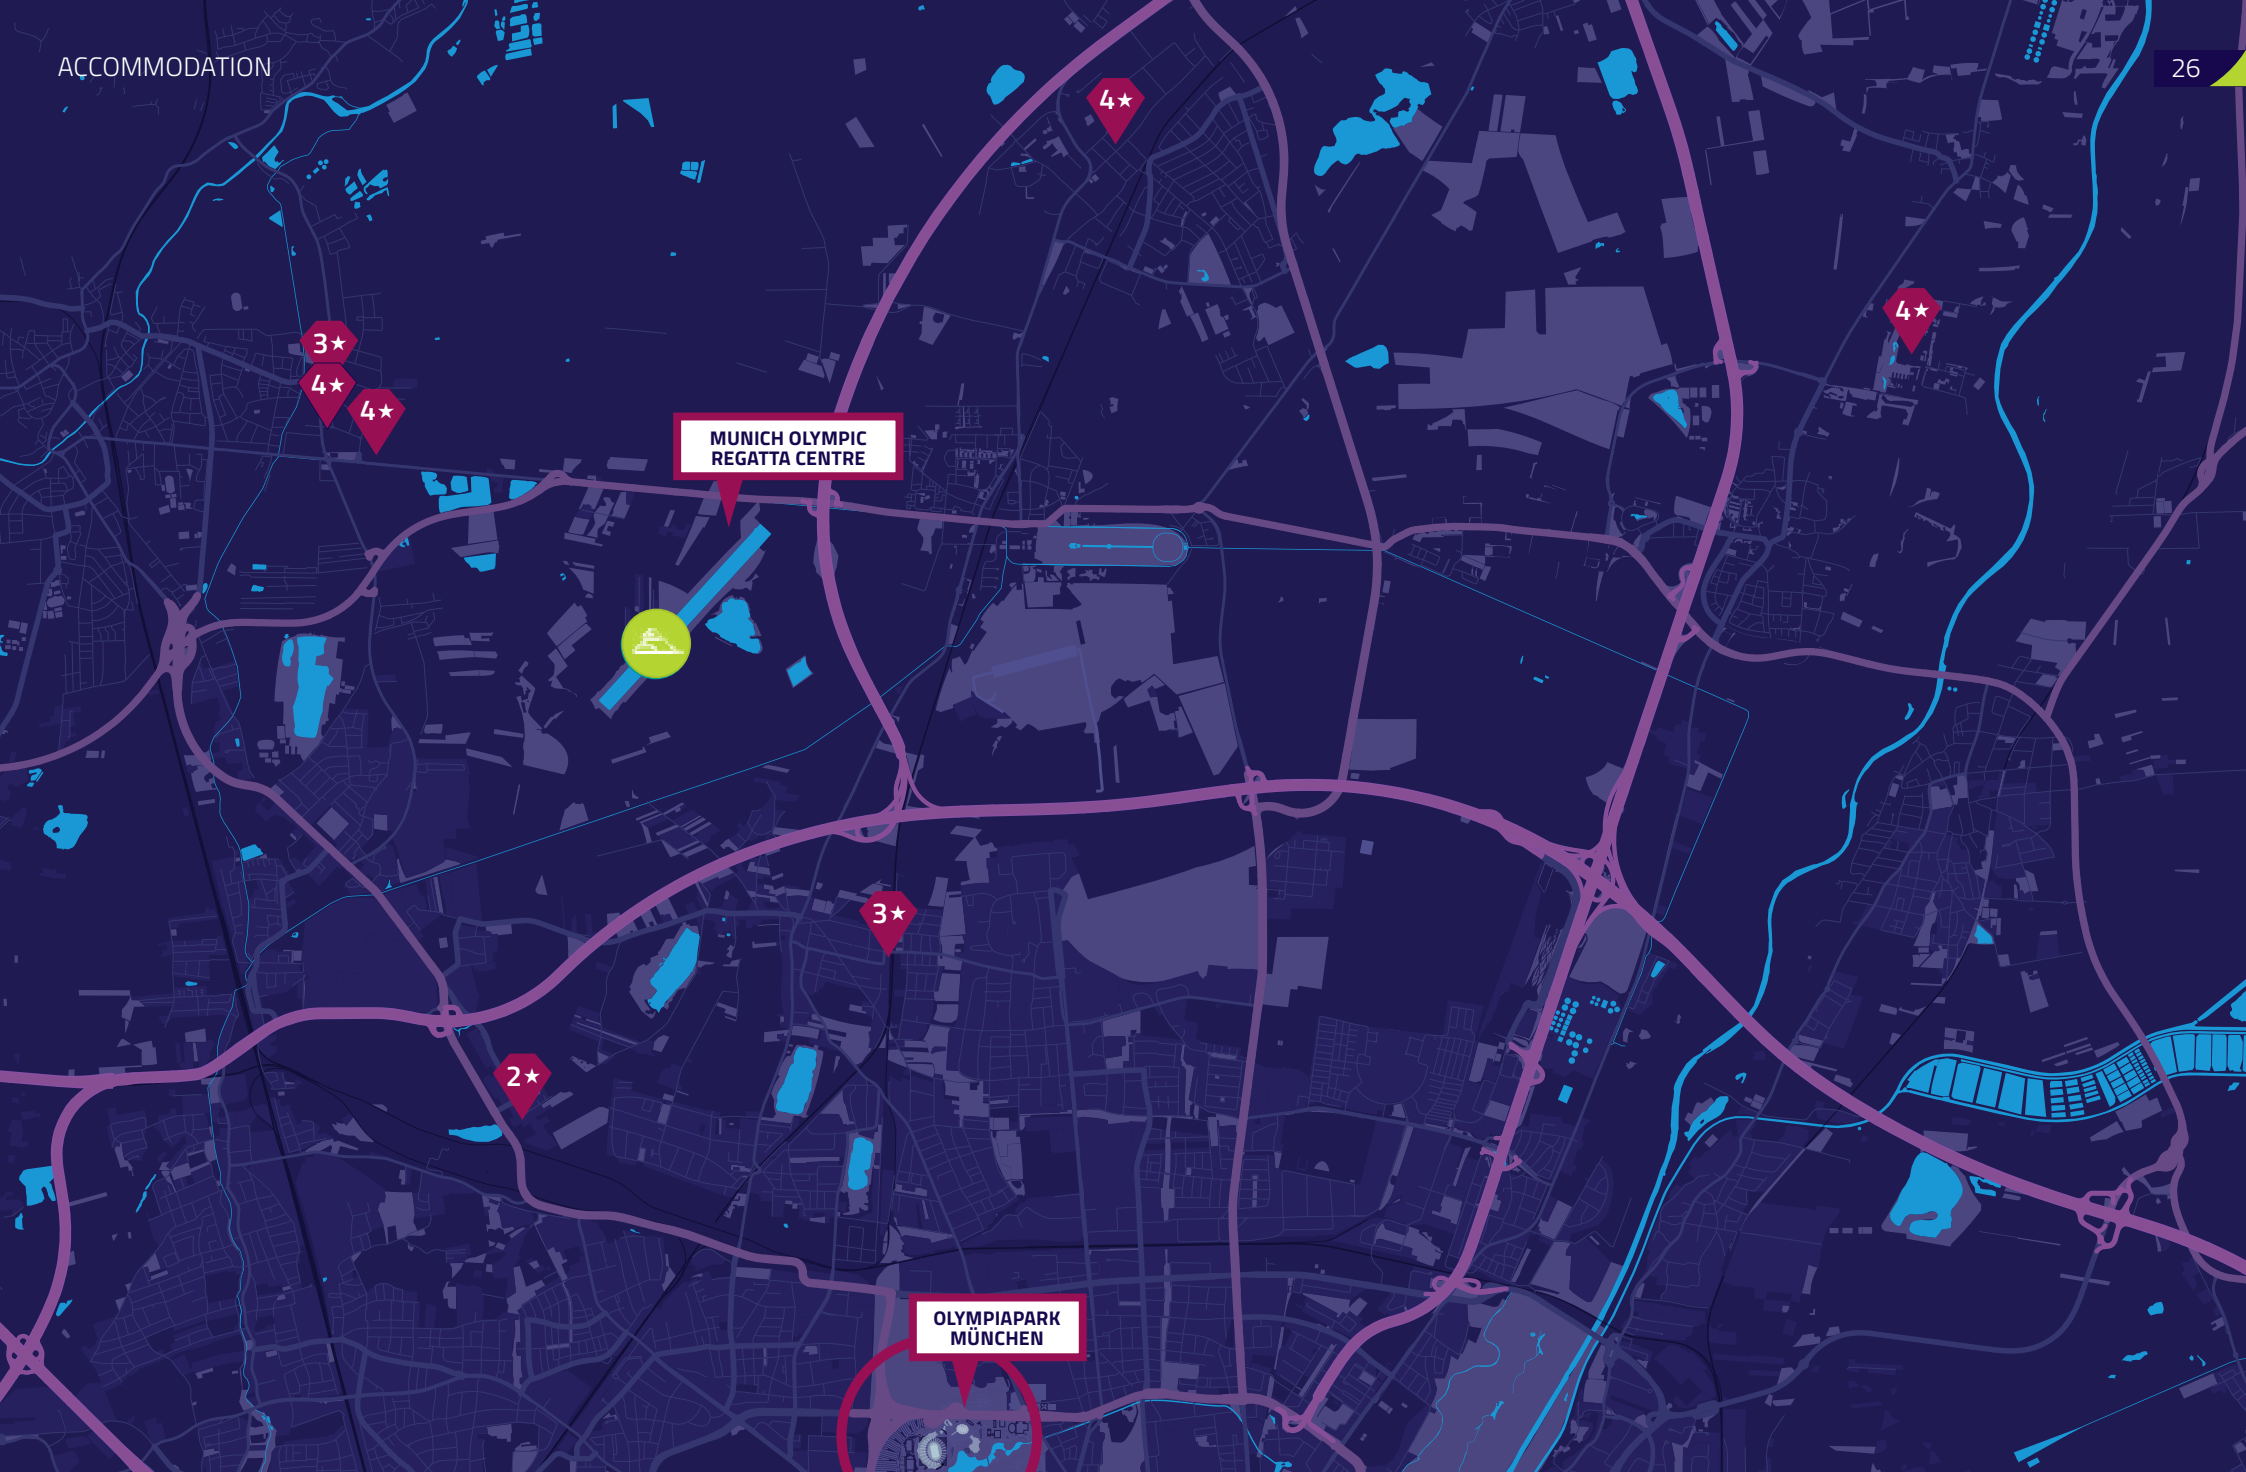 ACCOMMODATION
26
4★
4★
3★
4★
4★
MUNICH OLYMPIC
REGATTA CENTRE
3★
2★
OLYMPIAPARK
MÜNCHEN